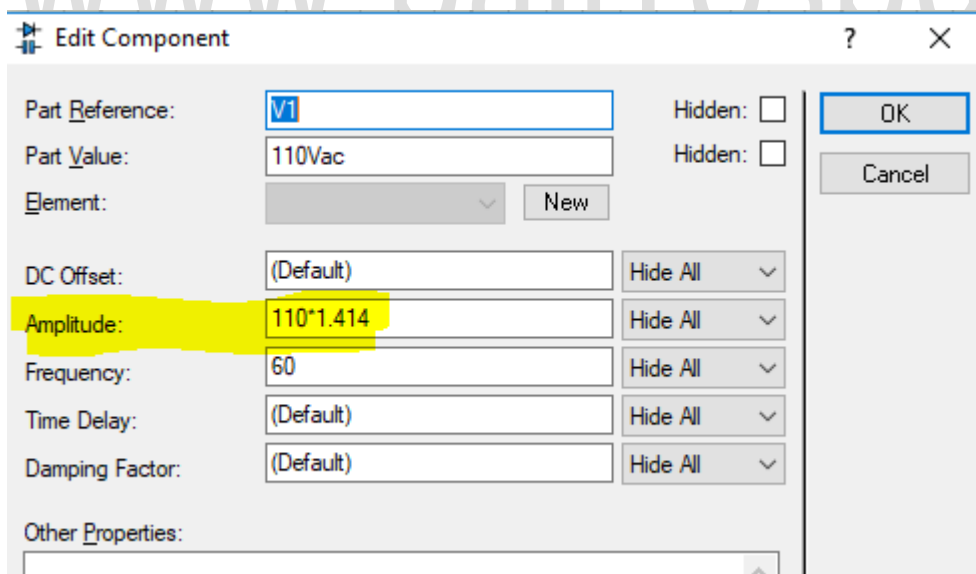 Edit Component ? ×
Part Reference: V1 Hidden: OK
Part Value: 110Vac Hidden: Cancel
Element: New
DC Offset: (Default) Hide All
Amplitude: 110*1.414 Hide All
Frequency: 60 Hide All
Time Delay: (Default) Hide All
Damping Factor: (Default) Hide All
Other Properties: